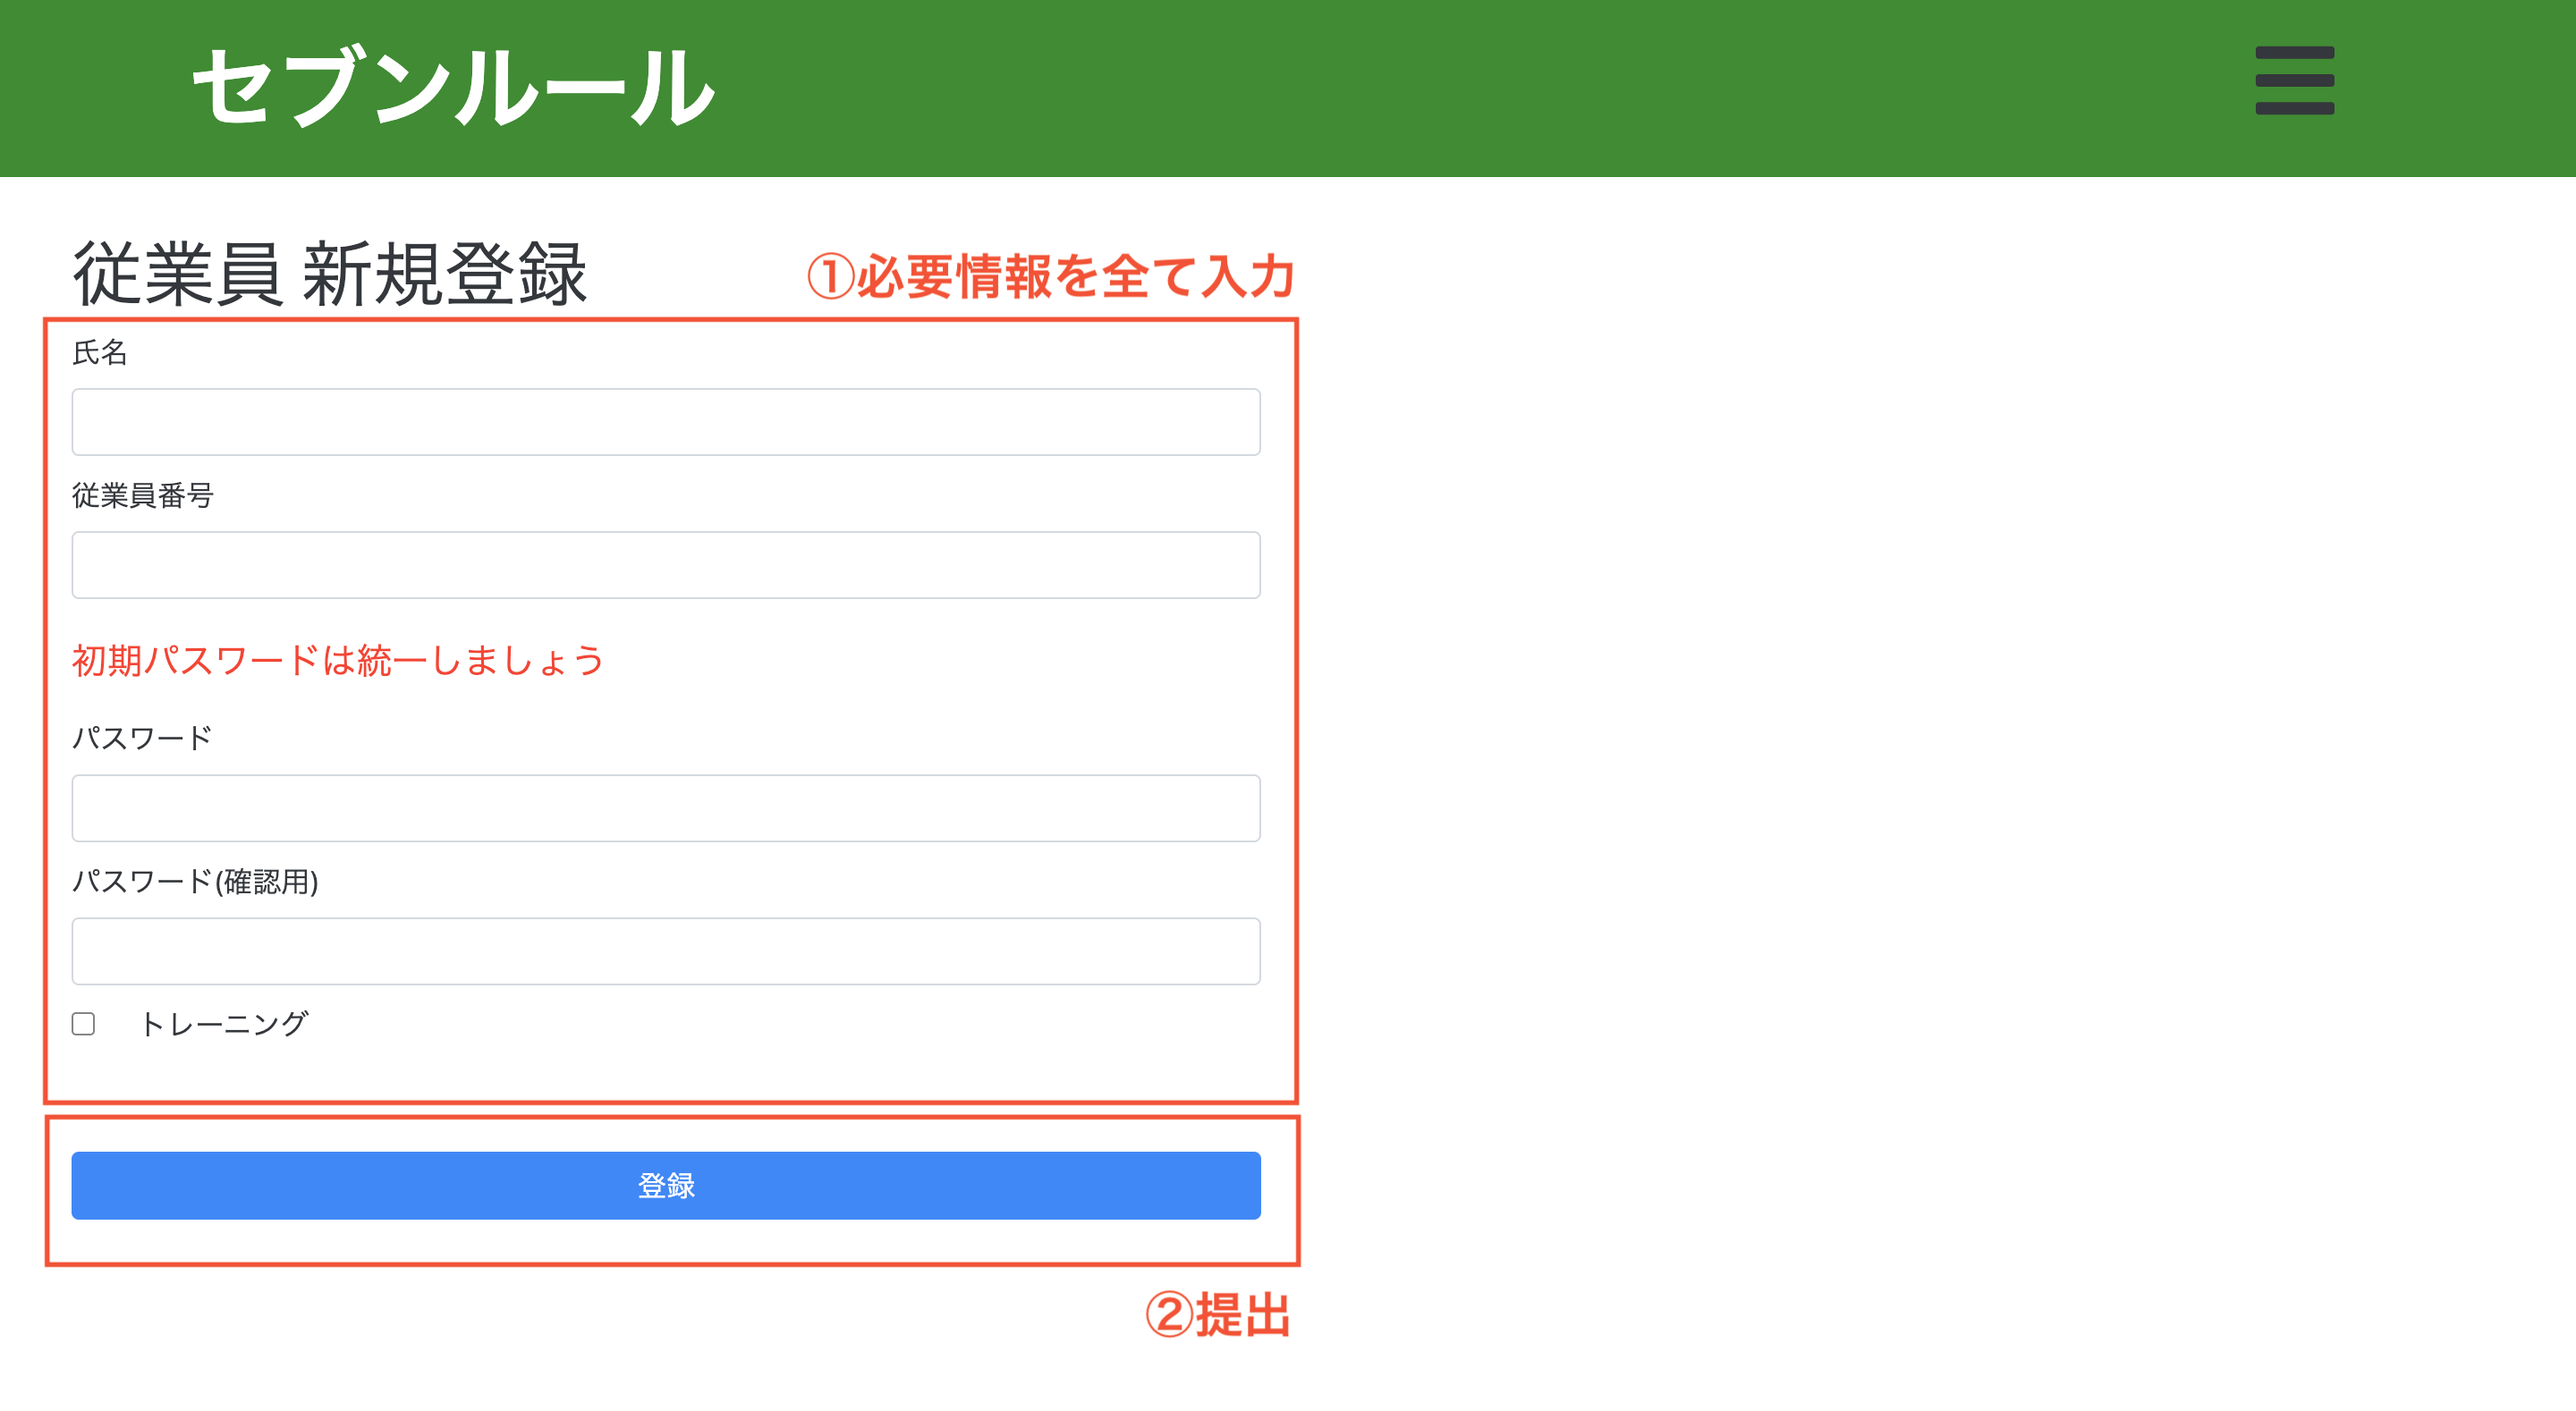 セブンルール
従業員 新規登録
①必要情報を全て入力
氏名
従業員番号
初期パスワードは統一しましょう
パスワード
パスワード(確認用)
トレーニング
登録
②提出